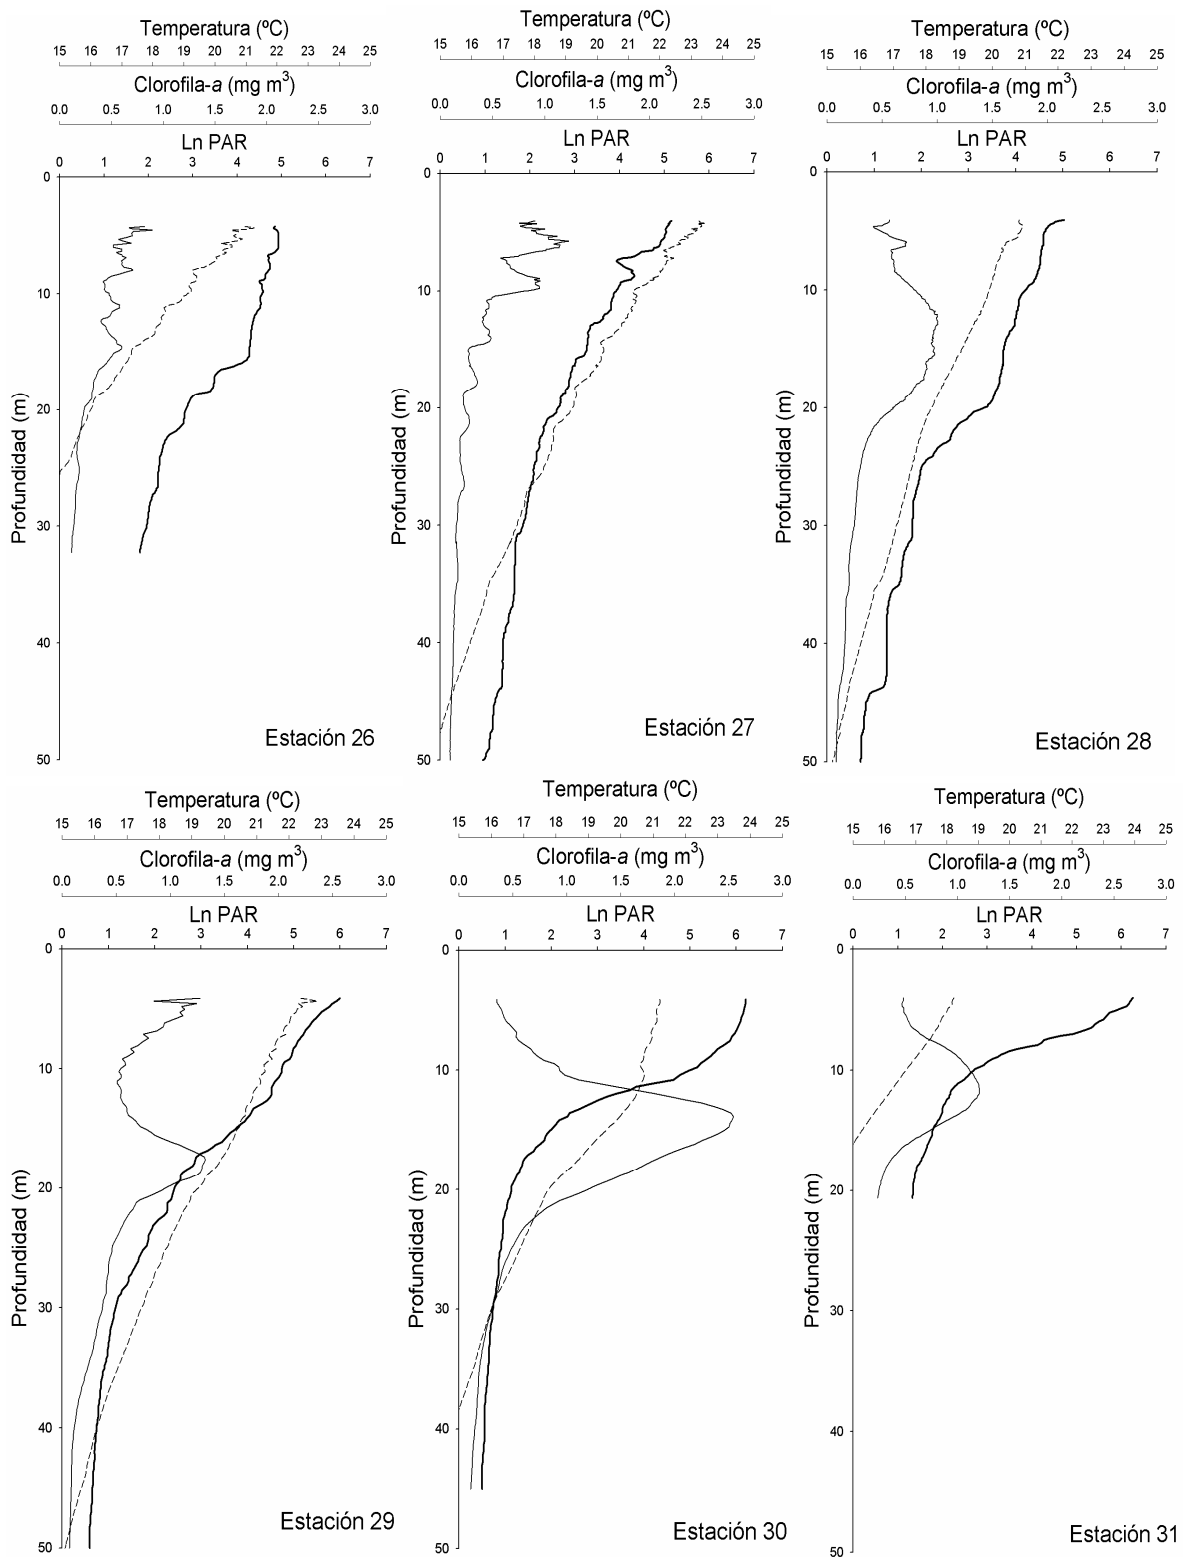 Temperatura (ºC)
15 16 17 18 19 20 21 22 23 24 25
Clorofila-a (mg m3)
0.0 0.5 1.0 1.5 2.0 2.5 3.0
Ln PAR
0 1 2 3 4 5 6 7
0
10
20
30
40
50
Profundidad (m)
Estación 26
Temperatura (ºC)
15 16 17 18 19 20 21 22 23 24 25
Clorofila-a (mg m3)
0.0 0.5 1.0 1.5 2.0 2.5 3.0
Ln PAR
0 1 2 3 4 5 6 7
0
10
20
30
40
50
Profundidad (m)
Estación 27
Temperatura (ºC)
15 16 17 18 19 20 21 22 23 24 25
Clorofila-a (mg m3)
0.0 0.5 1.0 1.5 2.0 2.5 3.0
Ln PAR
0 1 2 3 4 5 6 7
0
10
20
30
40
50
Profundidad (m)
Estación 28
Temperatura (ºC)
15 16 17 18 19 20 21 22 23 24 25
Clorofila-a (mg m3)
0.0 0.5 1.0 1.5 2.0 2.5 3.0
Ln PAR
0 1 2 3 4 5 6 7
0
10
20
30
40
50
Profundidad (m)
Estación 29
Temperatura (ºC)
15 16 17 18 19 20 21 22 23 24 25
Clorofila-a (mg m3)
0.0 0.5 1.0 1.5 2.0 2.5 3.0
Ln PAR
0 1 2 3 4 5 6 7
0
10
20
30
40
50
Profundidad (m)
Estación 30
Temperatura (ºC)
15 16 17 18 19 20 21 22 23 24 25
Clorofila-a (mg m3)
0.0 0.5 1.0 1.5 2.0 2.5 3.0
Ln PAR
0 1 2 3 4 5 6 7
0
10
20
30
40
50
Profundidad (m)
Estación 31